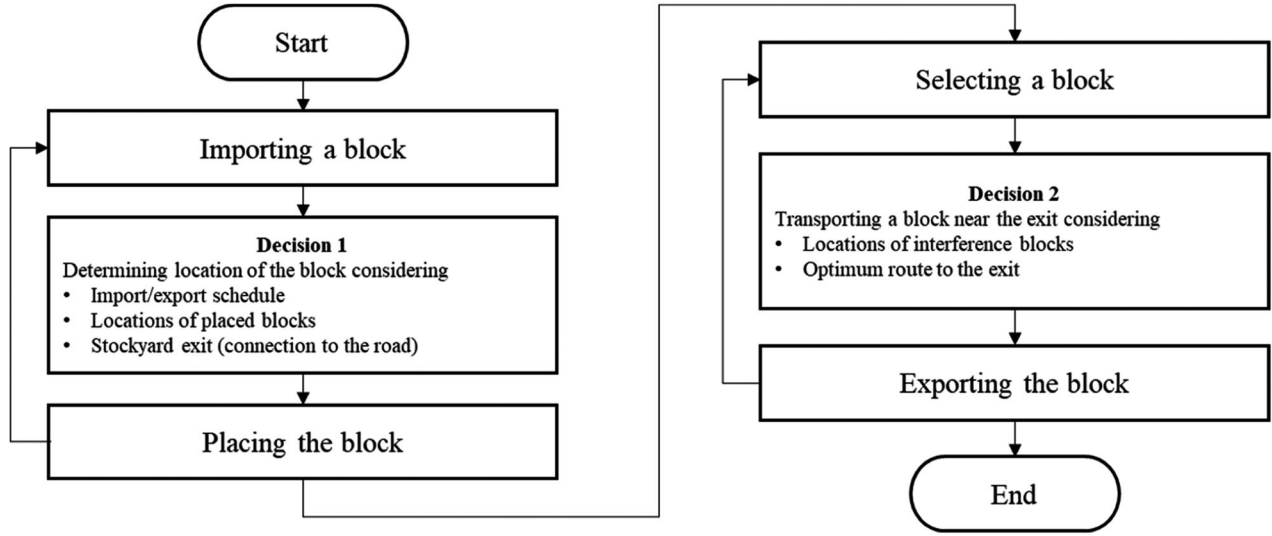 Start
Importing a block
Decision 1
Determining location of the block considering
• Import/export schedule
• Locations of placed blocks
• Stockyard exit (connection to the road)
Placing the block
Selecting a block
Decision 2
Transporting a block near the exit considering
• Locations of interference blocks
• Optimum route to the exit
Exporting the block
End